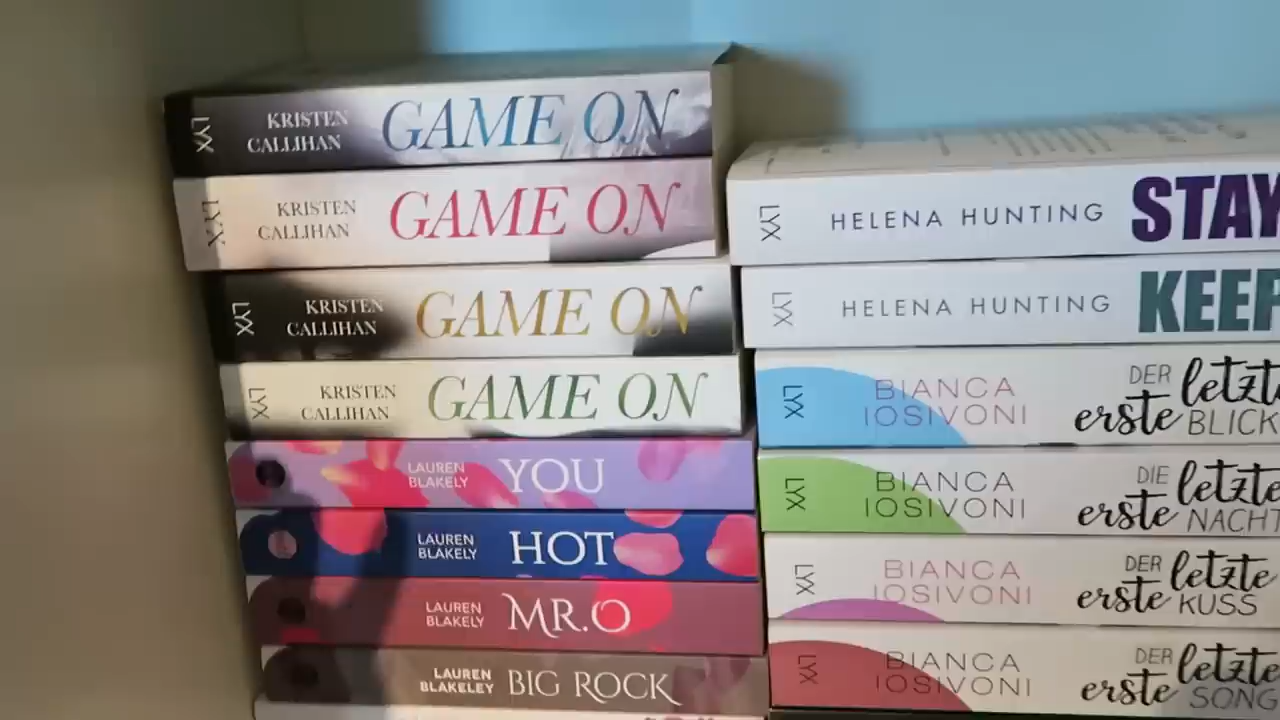 LYX KRISTEN CALLIHAN GAME ON
LYX KRISTEN CALLIHAN GAME ON
LYX KRISTEN CALLIHAN GAME ON
LYX KRISTEN CALLIHAN GAME ON
LAUREN BLAKELY YOU
LAUREN BLAKELY HOT
LAUREN BLAKELY MR.O
LAUREN BLAKELEY BIG ROCK
LYX HELENA HUNTING STAY
LYX HELENA HUNTING KEEP
LYX BIANCA IOSIVONI DER letzte erste BLICK
LYX BIANCA IOSIVONI DIE letzte erste NACHT
LYX BIANCA IOSIVONI DER letzte erste KUSS
LYX BIANCA IOSIVONI DER letzte erste SONG